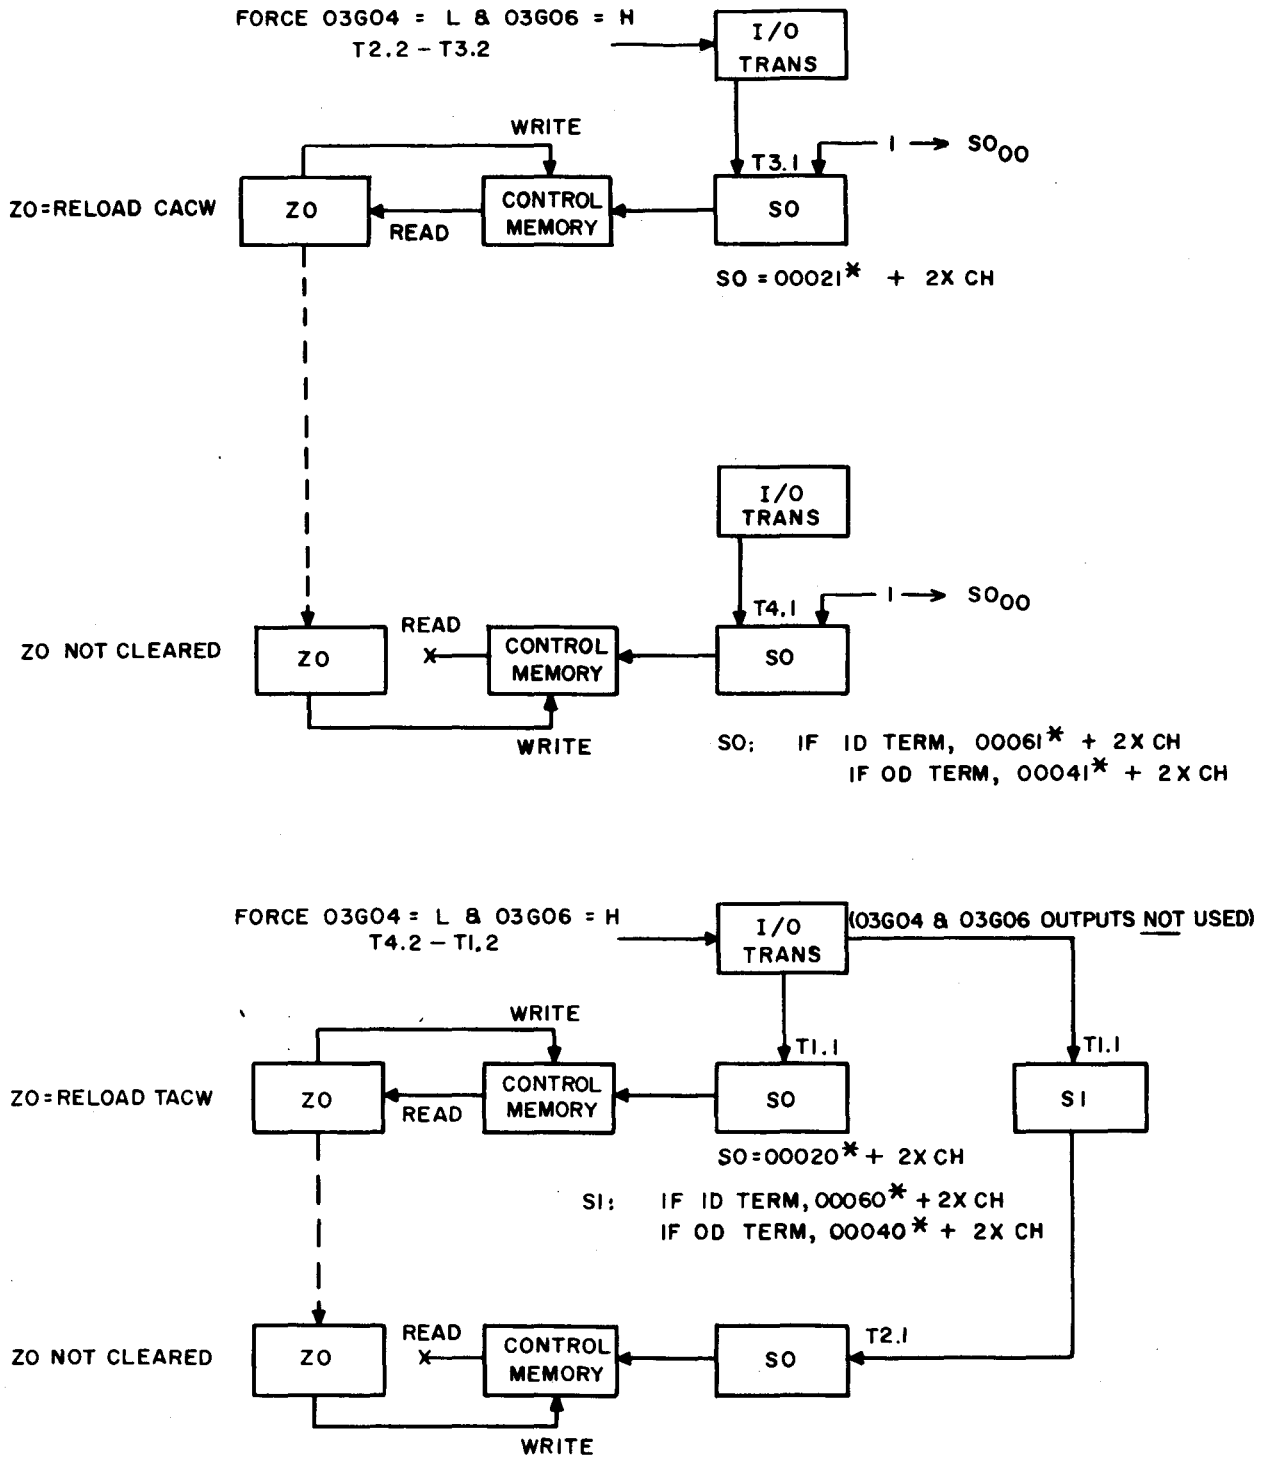 FORCE 03G04 = L & 03G06 = H
T2.2 - T3.2
I/O
TRANS
WRITE
T3.1
1 → SO00
ZO=RELOAD CACW
ZO
READ
CONTROL
MEMORY
SO
SO = 00021* + 2X CH
I/O
TRANS
T4.1
1 → SO00
ZO NOT CLEARED
ZO
READ
X
CONTROL
MEMORY
SO
WRITE
SO: IF ID TERM, 00061* + 2X CH
IF OD TERM, 00041* + 2X CH
FORCE 03G04 = L & 03G06 = H
T4.2 - T1.2
I/O
TRANS
(03G04 & 03G06 OUTPUTS NOT USED)
WRITE
T1.1
T1.1
ZO=RELOAD TACW
ZO
READ
CONTROL
MEMORY
SO
S1
SO=00020* + 2X CH
S1: IF ID TERM, 00060* + 2X CH
IF OD TERM, 00040* + 2X CH
ZO NOT CLEARED
ZO
READ
X
CONTROL
MEMORY
SO
T2.1
WRITE